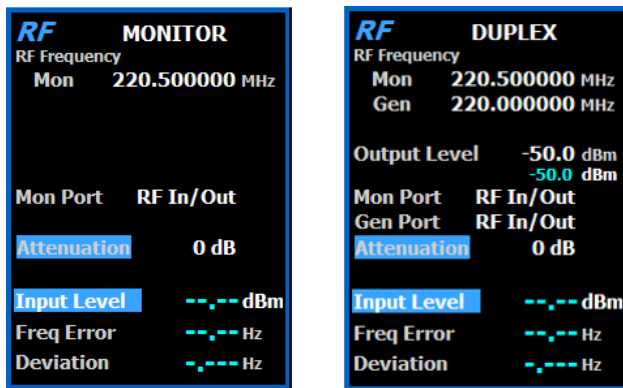 RF MONITOR
RF Frequency
Mon 220.500000 MHz
Mon Port RF In/Out
Attenuation 0 dB
Input Level --.-- dBm
Freq Error --.-- Hz
Deviation -.--- Hz
RF DUPLEX
RF Frequency
Mon 220.500000 MHz
Gen 220.000000 MHz
Output Level -50.0 dBm
-50.0 dBm
Mon Port RF In/Out
Gen Port RF In/Out
Attenuation 0 dB
Input Level --.-- dBm
Freq Error --.-- Hz
Deviation -.--- Hz